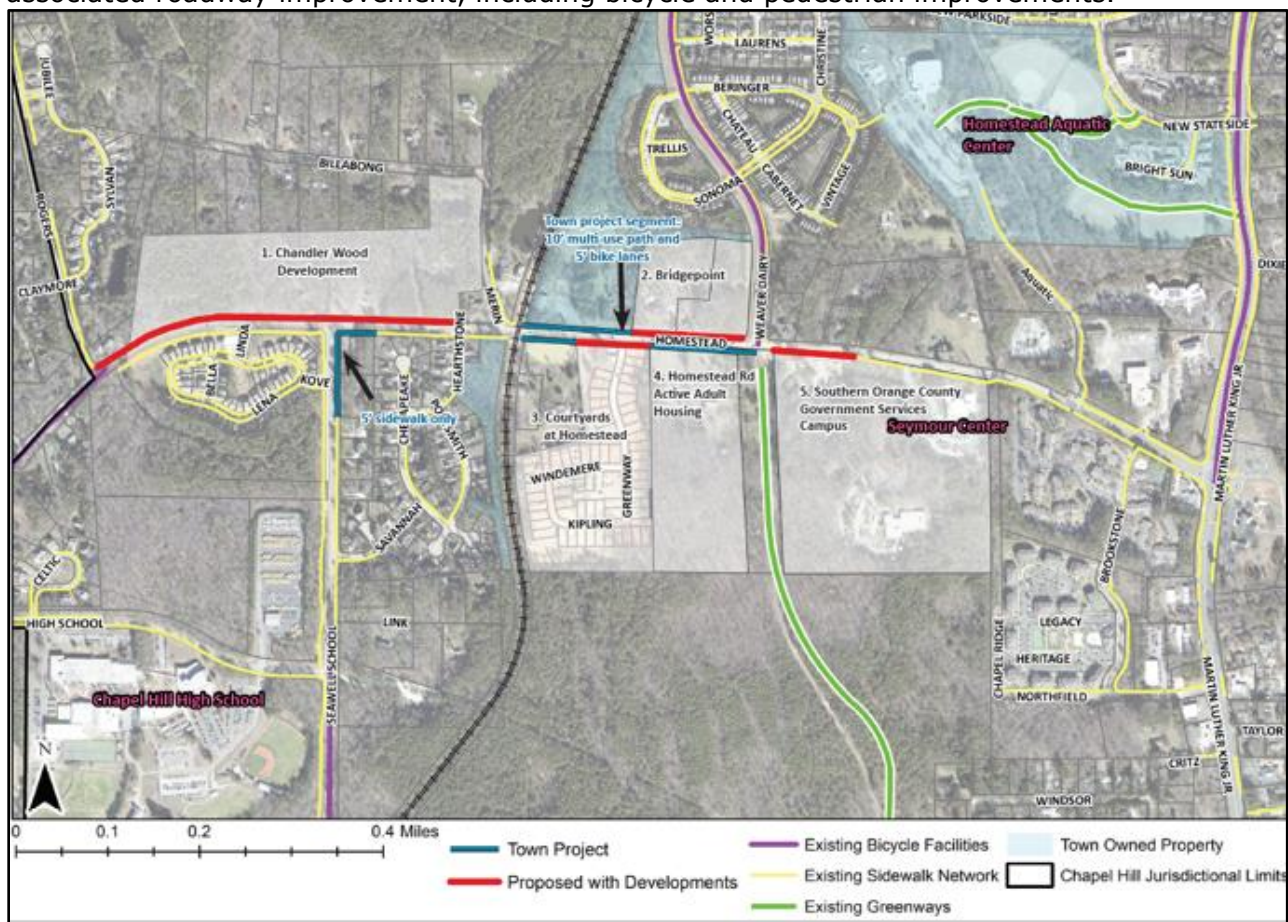 associated roadway improvement, including bicycle and pedestrian improvements.
JUBILEE
SYLVAN
ROGERS
CLAYMORE
BILLABONG
LAURENS
CHRISTINE
BERINGER
CHATEAU
TRELLIS
CABERNET
SONOMA
VINTAGE
Homestead Aquatic
Center
NEW STATESIDE
BRIGHT SUN
Town project segment:
10' multi-use path and
5' bike lanes
1. Chandler Wood
Development
2. Bridgepoint
MERIN
WEAVER DAIRY
Aquatic
HOMESTEAD
HEARTHSTONE
LINDA
BELLA
LENA
KOVE
5' sidewalk only
CHEPEAKE
SAVANNAH
3. Courtyards
at Homestead
4. Homestead Rd
Active Adult
Housing
5. Southern Orange County
Government Services
Campus
Seymour Center
MARTIN LUTHER KING JR
WINDEMERE
GREENWAY
KIPLING
BROOKSTONE
CELTIC
HIGH SCHOOL
LINK
SEAWELL SCHOOL
Chapel Hill High School
CHAPEL RIDGE
LEGACY
HERITAGE
NORTHFIELD
MARTIN LUTHER KING JR
TAYLOR
CRITZ
WINDSOR
N
0 0.1 0.2 0.4 Miles
Town Project
Proposed with Developments
Existing Bicycle Facilities
Existing Sidewalk Network
Existing Greenways
Town Owned Property
Chapel Hill Jurisdictional Limits